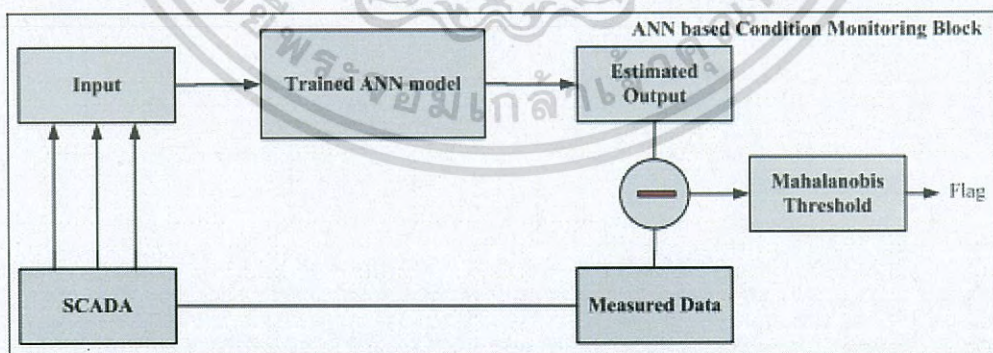 ANN based Condition Monitoring Block
Input
Trained ANN model
Estimated
Output
Mahalanobis
Threshold
Flag
SCADA
Measured Data